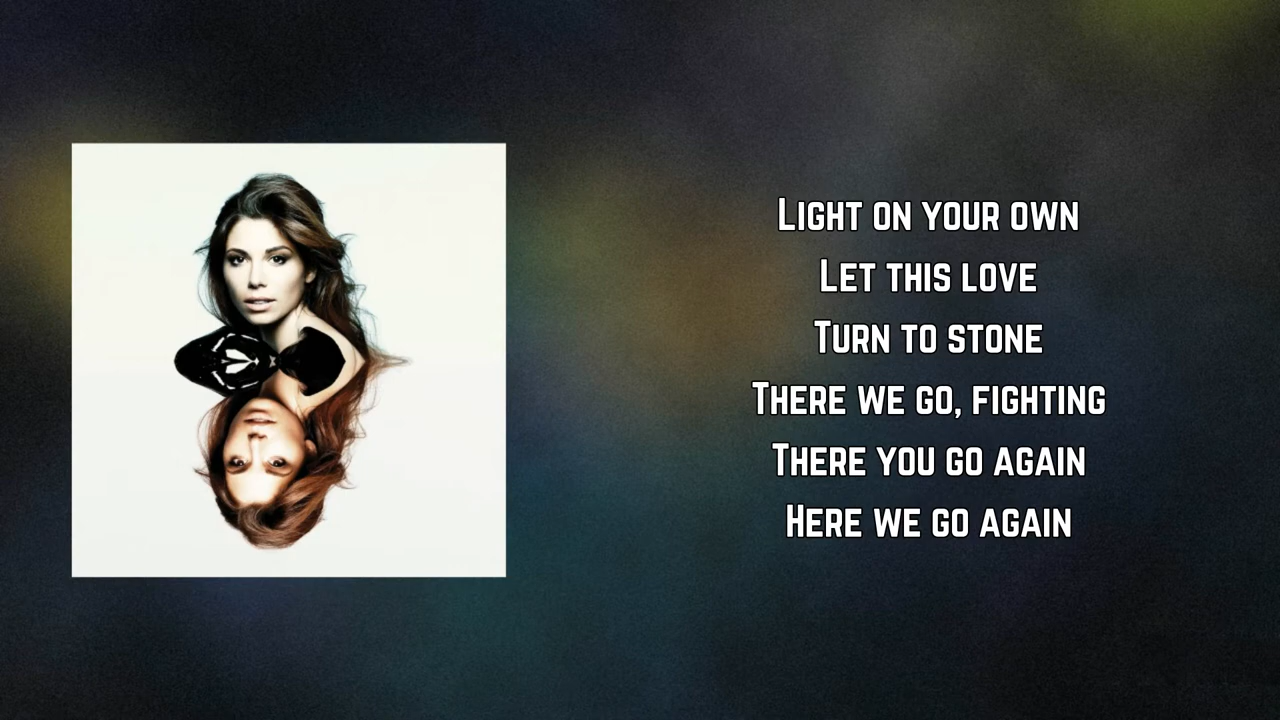 Light on your own
Let this love
Turn to stone
There we go, fighting
There you go again
Here we go again